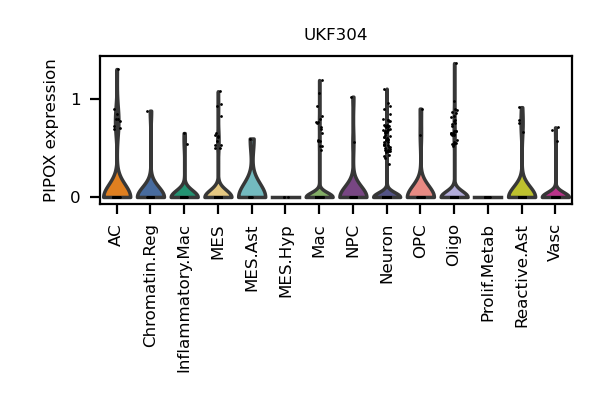 UKF304
PIPOX expression
1
0
AC
Chromatin.Reg
Inflammatory.Mac
MES
MES.Ast
MES.Hyp
Mac
NPC
Neuron
OPC
Oligo
Prolif.Metab
Reactive.Ast
Vasc